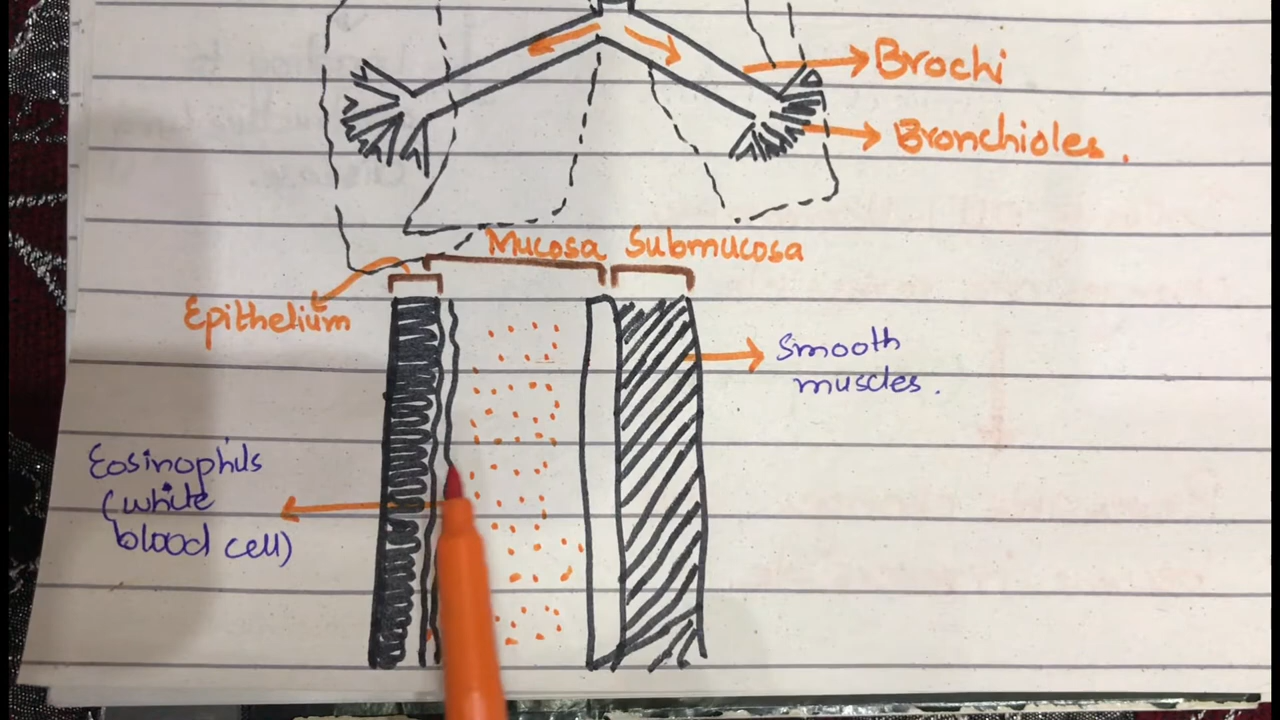 Brochi
Bronchioles.
Mucosa Submucosa
Epithelium
Smooth
muscles.
Eosinophils
(white
blood cell)